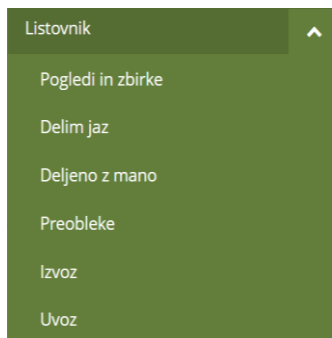 Listovnik
Pogledi in zbirke
Delim jaz
Deljeno z mano
Preobleke
Izvoz
Uvoz